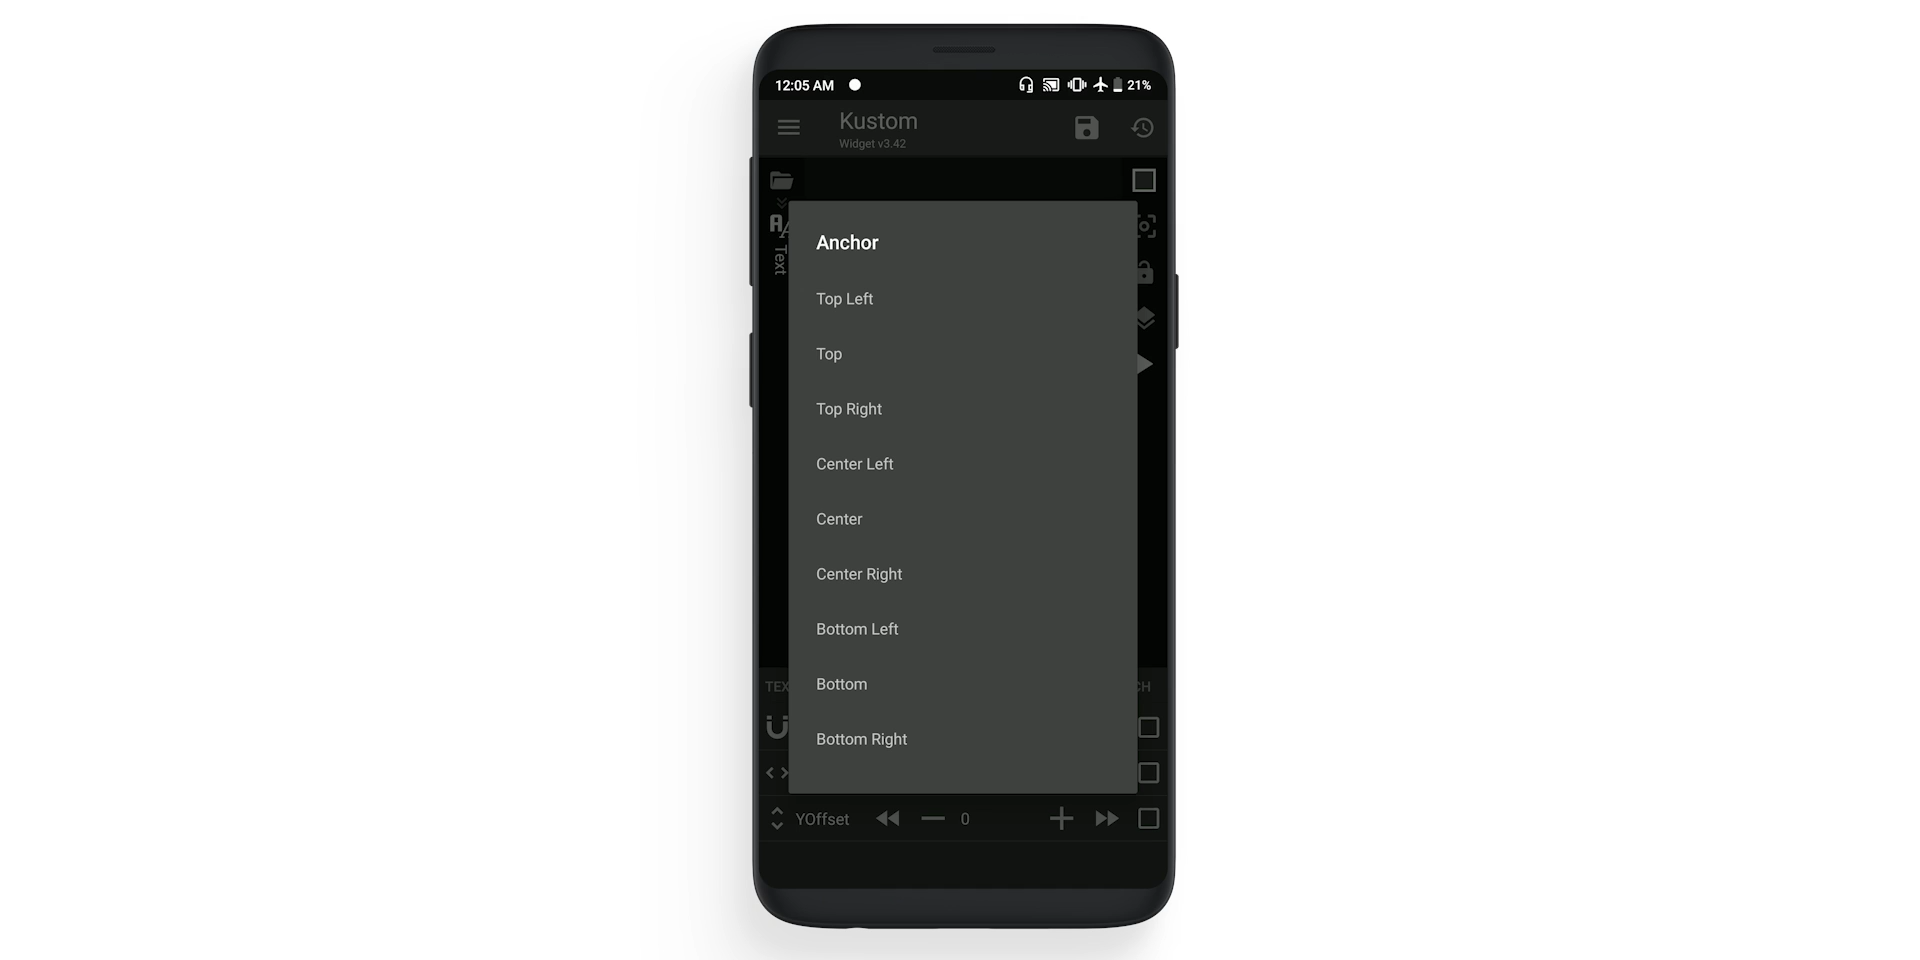 12:05 AM 21%
Kustom
Widget v3.42
Text
Anchor
Top Left
Top
Top Right
Center Left
Center
Center Right
Bottom Left
Bottom
Bottom Right
YOffset 0